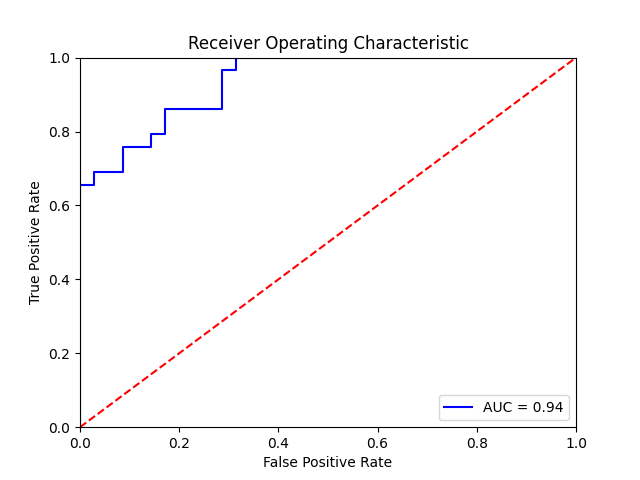 Receiver Operating Characteristic
1.0
0.8
0.6
0.4
0.2
0.0
True Positive Rate
AUC = 0.94
0.0 0.2 0.4 0.6 0.8 1.0
False Positive Rate